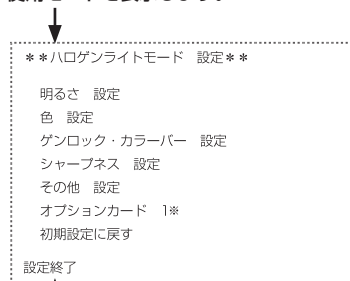 ＊＊ハロゲンライトモード　設定＊＊
明るさ　設定
色　設定
ゲンロック・カラーバー　設定
シャープネス　設定
その他　設定
オプションカード　1※
初期設定に戻す
設定終了